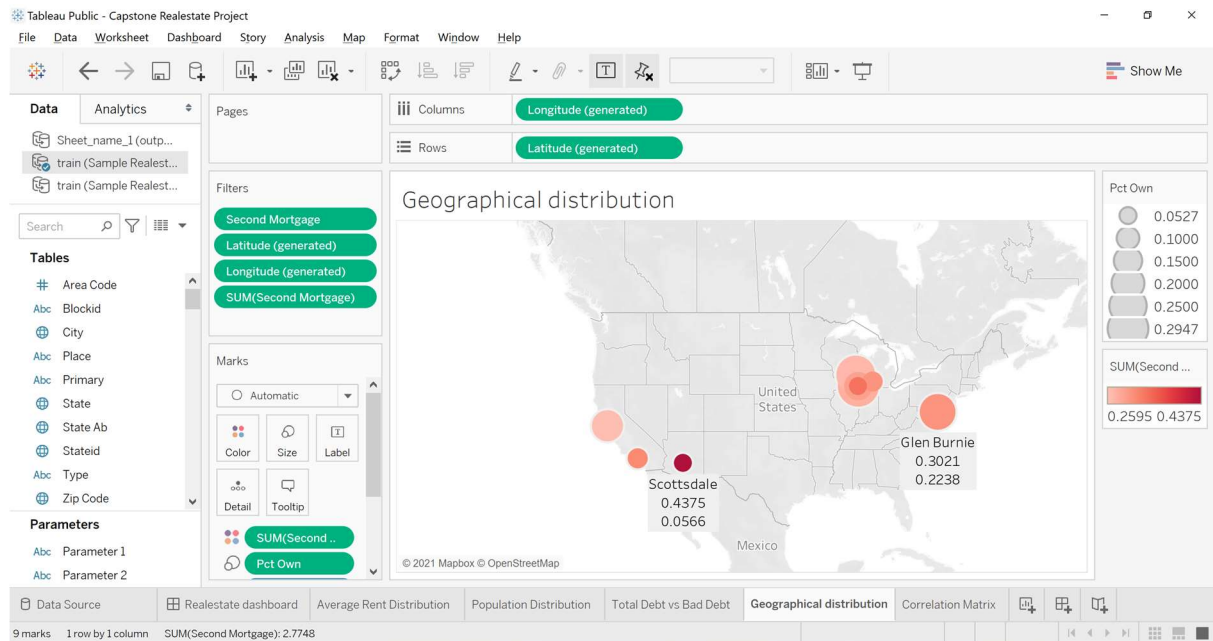 Tableau Public - Capstone Realestate Project
File Data Worksheet Dashboard Story Analysis Map Format Window Help
Show Me
Data Analytics
Sheet_name_1 (outp...
train (Sample Realest...
train (Sample Realest...
Search
Tables
# Area Code
Abc Blockid
City
Abc Place
Abc Primary
State
State Ab
Stateid
Abc Type
Zip Code
Parameters
Abc Parameter 1
Abc Parameter 2
Pages
Filters
Second Mortgage
Latitude (generated)
Longitude (generated)
SUM(Second Mortgage)
Marks
Automatic
Color Size Label
Detail Tooltip
SUM(Second ..
Pct Own
Columns Longitude (generated)
Rows Latitude (generated)
Geographical distribution
United
States
Glen Burnie
0.3021
0.2238
Scottsdale
0.4375
0.0566
Mexico
© 2021 Mapbox © OpenStreetMap
Pct Own
0.0527
0.1000
0.1500
0.2000
0.2500
0.2947
SUM(Second ...
0.2595 0.4375
Data Source Realestate dashboard Average Rent Distribution Population Distribution Total Debt vs Bad Debt Geographical distribution Correlation Matrix
9 marks 1 row by 1 column SUM(Second Mortgage): 2.7748